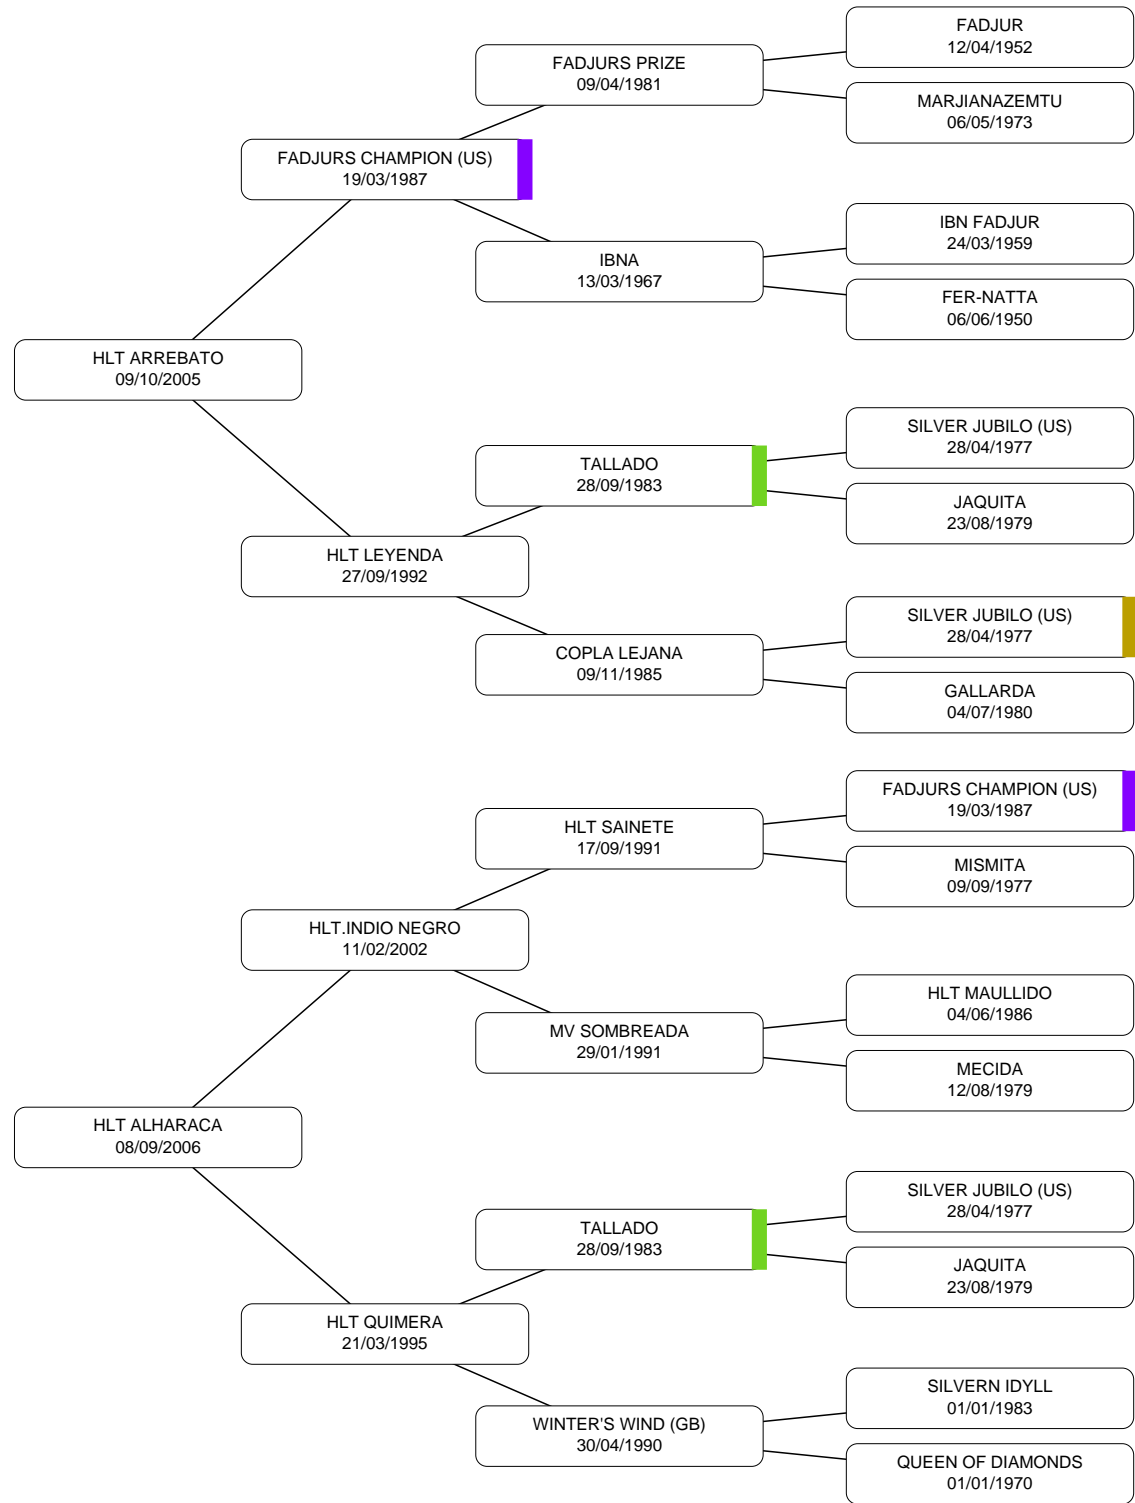 FADJUR
12/04/1952
FADJURS PRIZE
09/04/1981
MARJIANAZEMTU
06/05/1973
FADJURS CHAMPION (US)
19/03/1987
IBN FADJUR
24/03/1959
IBNA
13/03/1967
FER-NATTA
06/06/1950
HLT ARREBATO
09/10/2005
SILVER JUBILO (US)
28/04/1977
TALLADO
28/09/1983
JAQUITA
23/08/1979
HLT LEYENDA
27/09/1992
SILVER JUBILO (US)
28/04/1977
COPLA LEJANA
09/11/1985
GALLARDA
04/07/1980
FADJURS CHAMPION (US)
19/03/1987
HLT SAINETE
17/09/1991
MISMITA
09/09/1977
HLT.INDIO NEGRO
11/02/2002
HLT MAULLIDO
04/06/1986
MV SOMBREADA
29/01/1991
MECIDA
12/08/1979
HLT ALHARACA
08/09/2006
SILVER JUBILO (US)
28/04/1977
TALLADO
28/09/1983
JAQUITA
23/08/1979
HLT QUIMERA
21/03/1995
SILVERN IDYLL
01/01/1983
WINTER'S WIND (GB)
30/04/1990
QUEEN OF DIAMONDS
01/01/1970